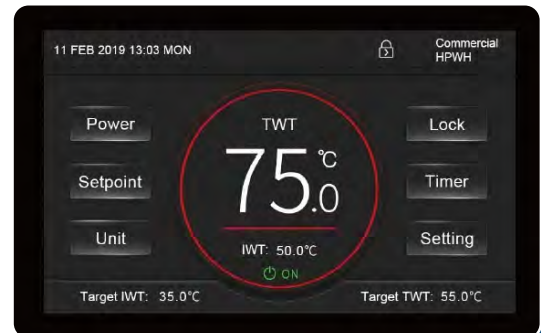 11 FEB 2019 13:03 MON
Commercial
HPWH
Power
TWT
Lock
75.0 °C
Setpoint
Timer
Unit
IWT: 50.0°C
Setting
ON
Target IWT: 35.0°C
Target TWT: 55.0°C